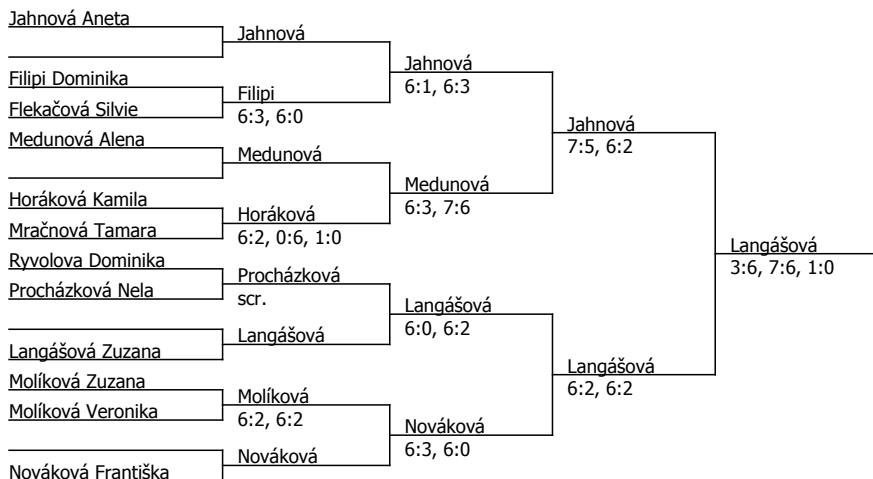 Jahnová Aneta
Filipi Dominika
Flekačová Silvie
Medunová Alena
Horáková Kamila
Mračnová Tamara
Ryvolova Dominika
Procházková Nela
Langášová Zuzana
Molíková Zuzana
Molíková Veronika
Nováková Františka
Jahnová
Filipi
6:3, 6:0
Medunová
Horáková
6:2, 0:6, 1:0
Procházková
scr.
Langášová
Molíková
6:2, 6:2
Nováková
Jahnová
6:1, 6:3
Medunová
6:3, 7:6
Langášová
6:0, 6:2
Nováková
6:3, 6:0
Jahnová
7:5, 6:2
Langášová
6:2, 6:2
Langášová
3:6, 7:6, 1:0